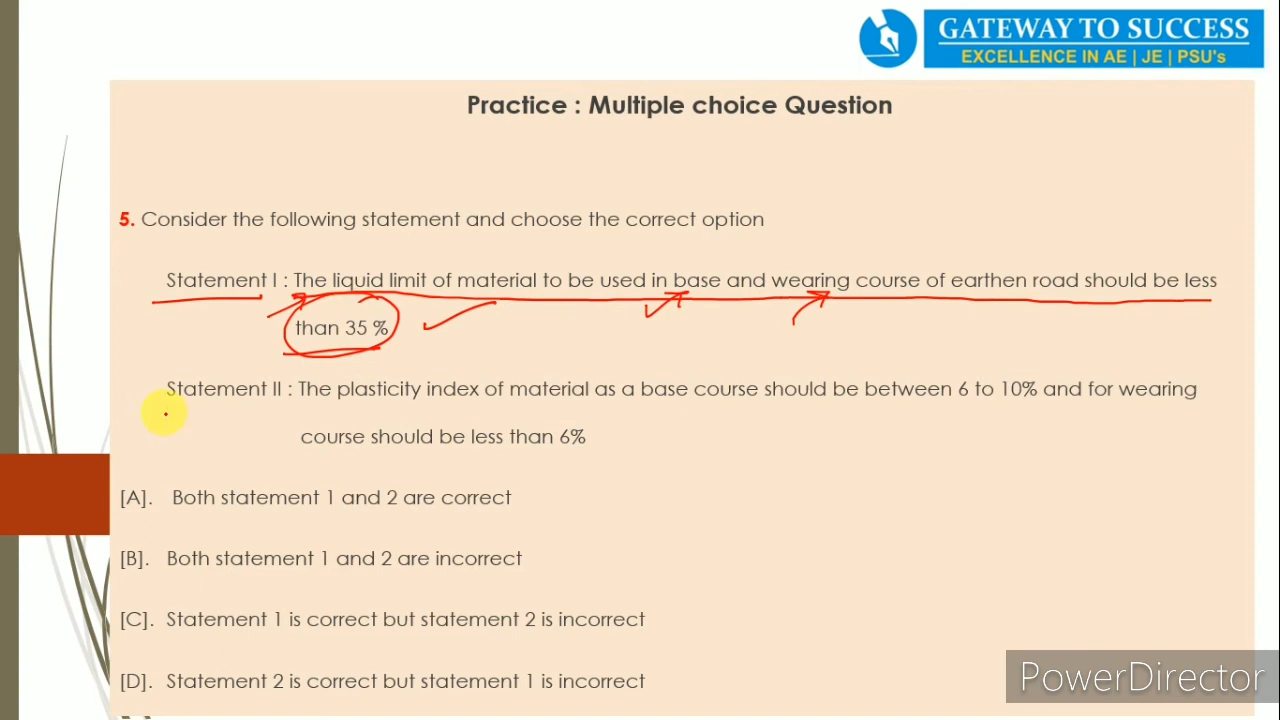 GATEWAY TO SUCCESS
EXCELLENCE IN AE | JE | PSU's
Practice : Multiple choice Question
5. Consider the following statement and choose the correct option
Statement I : The liquid limit of material to be used in base and wearing course of earthen road should be less
than 35 %
Statement II : The plasticity index of material as a base course should be between 6 to 10% and for wearing
course should be less than 6%
[A]. Both statement 1 and 2 are correct
[B]. Both statement 1 and 2 are incorrect
[C]. Statement 1 is correct but statement 2 is incorrect
[D]. Statement 2 is correct but statement 1 is incorrect
PowerDirector